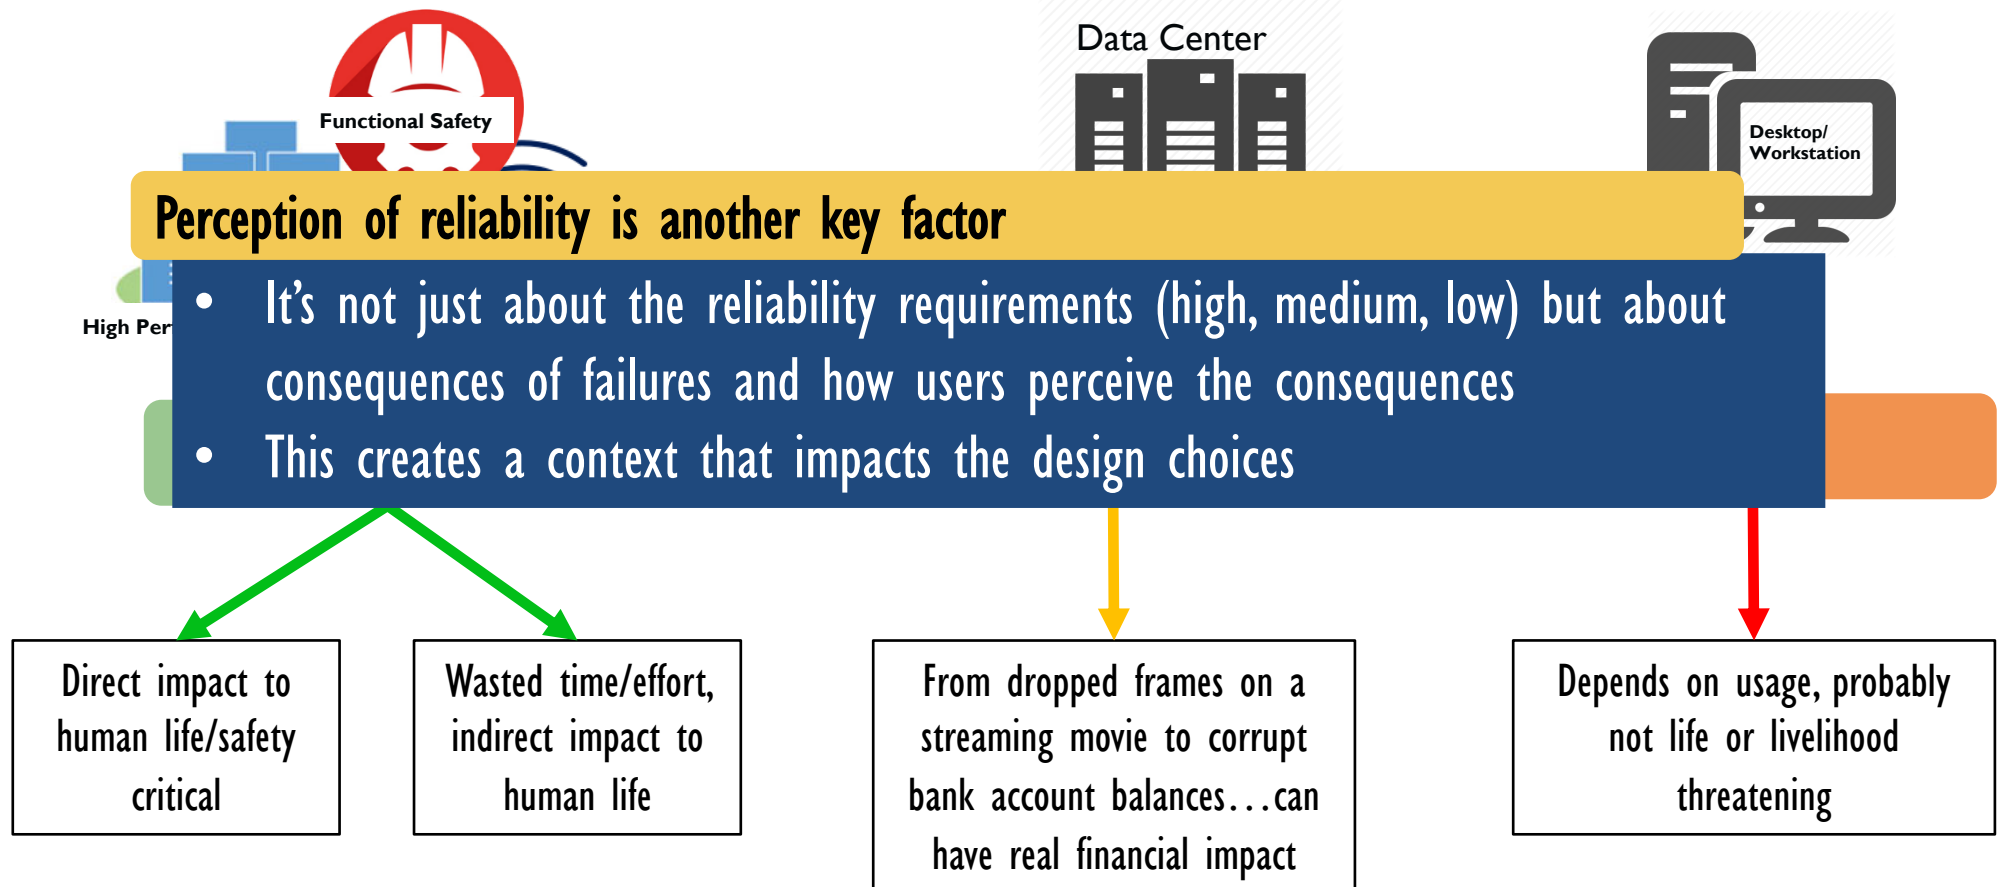 Functional Safety
Data Center
Desktop/
Workstation
Perception of reliability is another key factor
High Per
• It’s not just about the reliability requirements (high, medium, low) but about
consequences of failures and how users perceive the consequences
• This creates a context that impacts the design choices
Direct impact to
human life/safety
critical
Wasted time/effort,
indirect impact to
human life
From dropped frames on a
streaming movie to corrupt
bank account balances…can
have real financial impact
Depends on usage, probably
not life or livelihood
threatening